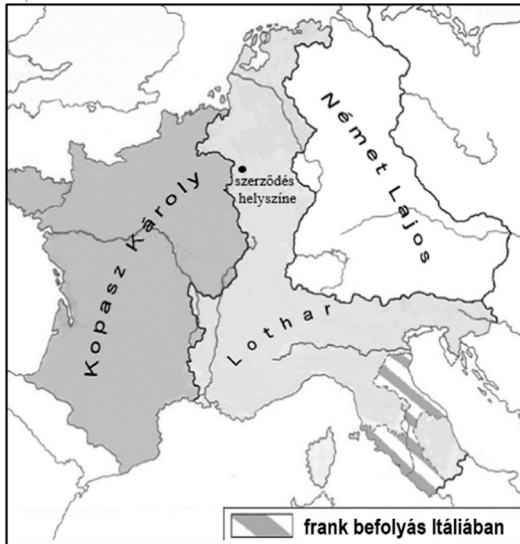 Német Lajos
szerződés
helyszíne
Kopasz Károly
Lothar
frank befolyás Itáliában